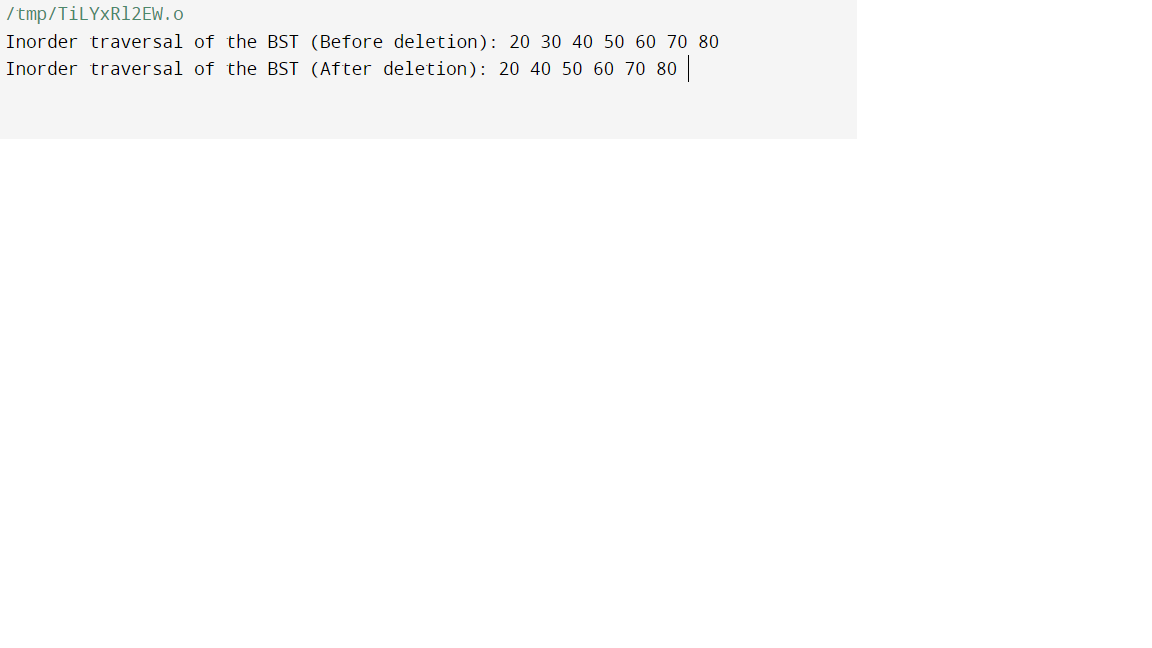 /tmp/TiLYxRl2EW.o
Inorder traversal of the BST (Before deletion): 20 30 40 50 60 70 80
Inorder traversal of the BST (After deletion): 20 40 50 60 70 80